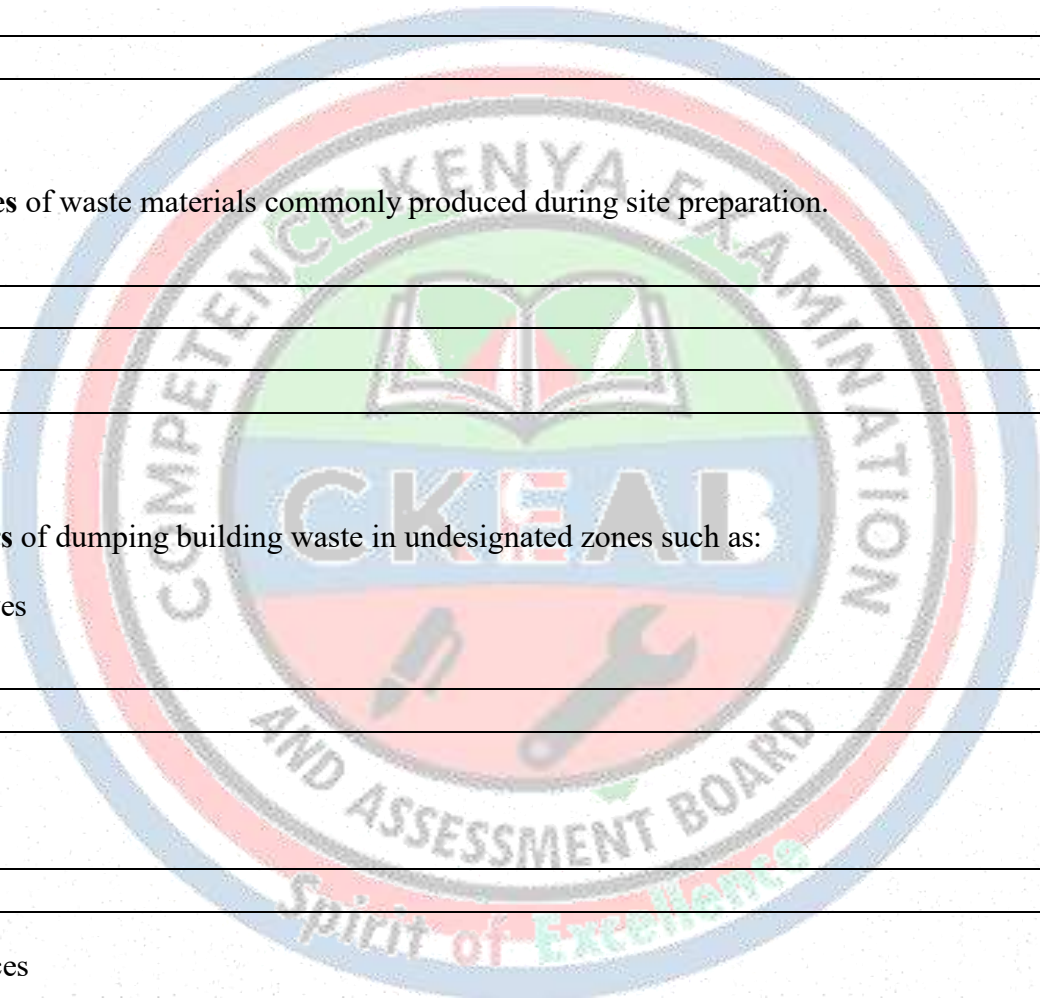 COMPETENCE KENYA EXAMINATION
es of waste materials commonly produced during site preparation.
CKEAB
s of dumping building waste in undesignated zones such as:
es
AND ASSESSMENT BOARD
Spirit of Excellence
es